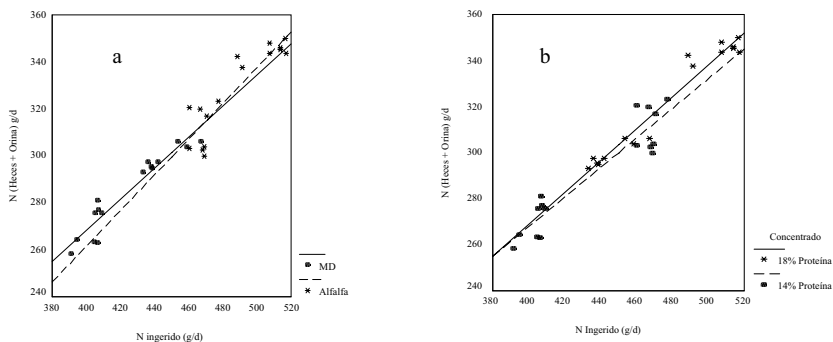 a
N (Heces + Orina) g/d
360
340
320
300
280
260
240
380 400 420 440 460 480 500 520
N ingerido (g/d)
MD
Alfalfa
b
N (Heces + Orina) g/d
360
340
320
300
280
260
240
380 400 420 440 460 480 500 520
N Ingerido (g/d)
Concentrado
18% Proteína
14% Proteína